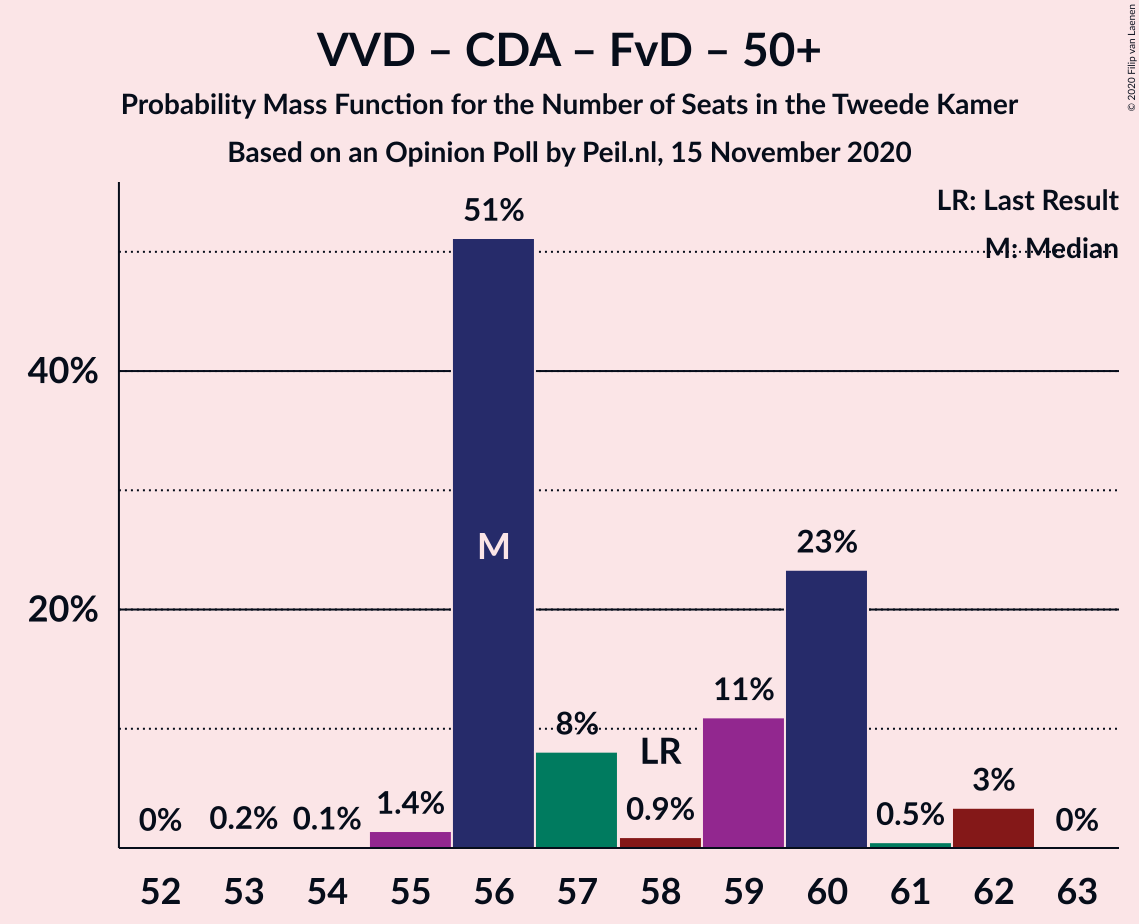 VVD – CDA – FvD – 50+
Probability Mass Function for the Number of Seats in the Tweede Kamer
Based on an Opinion Poll by Peil.nl, 15 November 2020
© 2020 Filip van Laenen
LR: Last Result
M: Median
40%
20%
0%
0.2%
0.1%
1.4%
51%
M
8%
LR
0.9%
11%
23%
0.5%
3%
0%
52 53 54 55 56 57 58 59 60 61 62 63